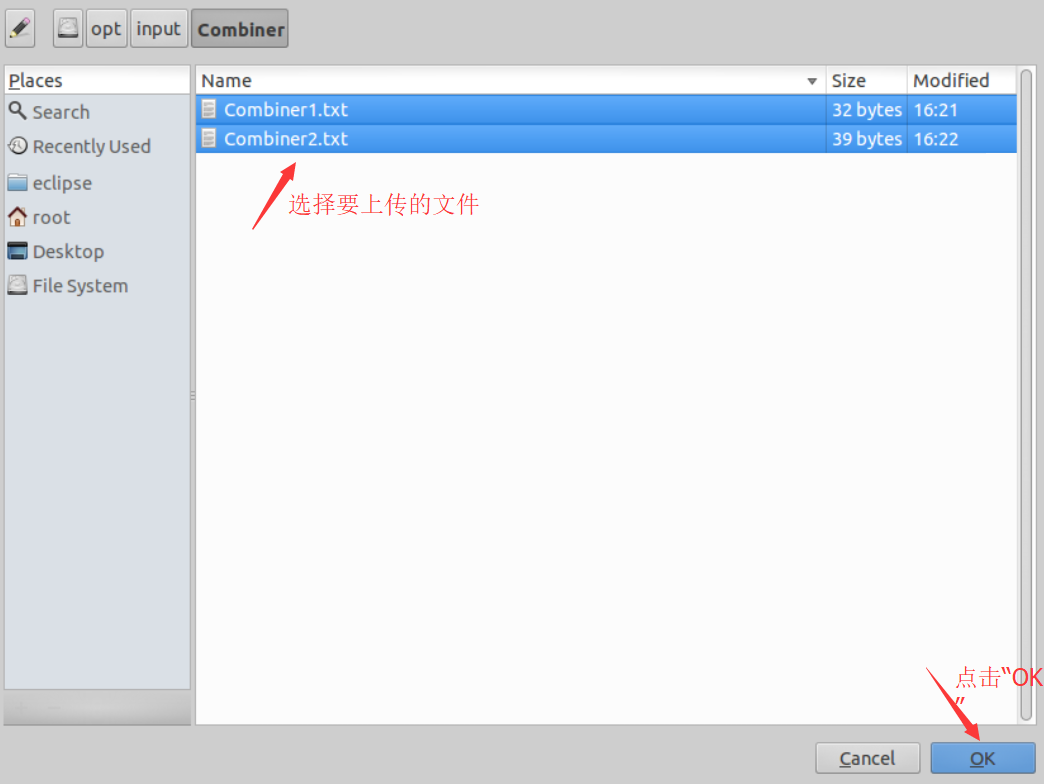 opt input Combiner
Places
Name Size Modified
Combiner1.txt 32 bytes 16:21
Search
Combiner2.txt 39 bytes 16:22
Recently Used
eclipse
选择要上传的文件
root
Desktop
File System
点击“OK
”
Cancel OK